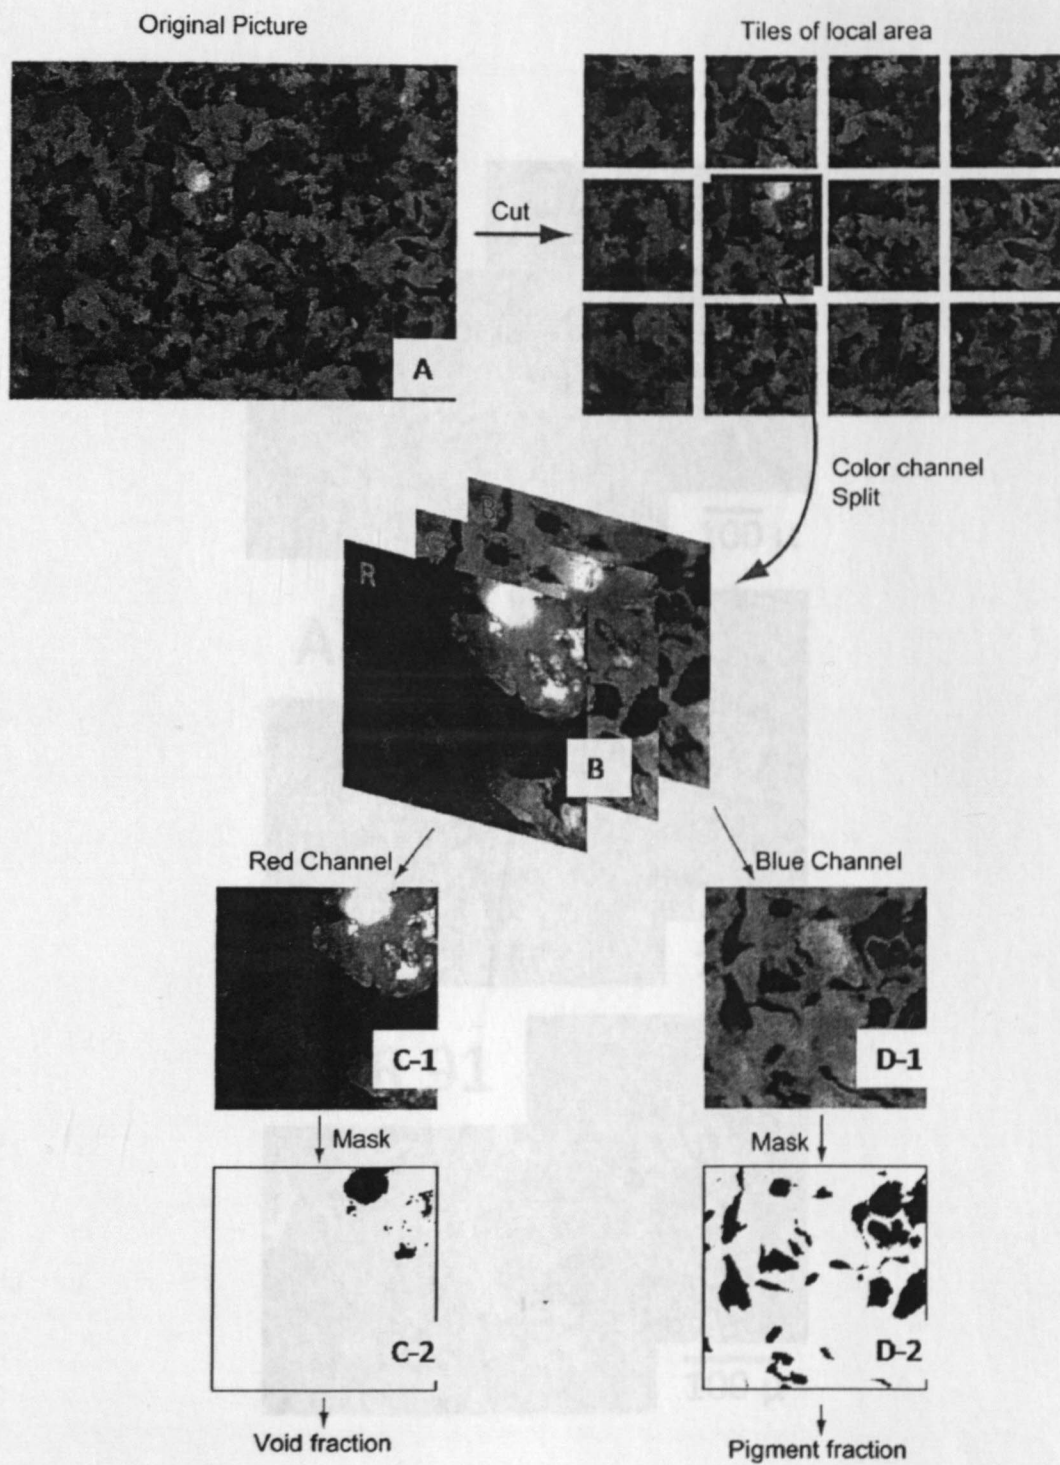 Original Picture
Tiles of local area
Cut
A
Color channel
Split
B
R
B
Red Channel
Blue Channel
C-1
D-1
Mask
Mask
C-2
D-2
Void fraction
Pigment fraction